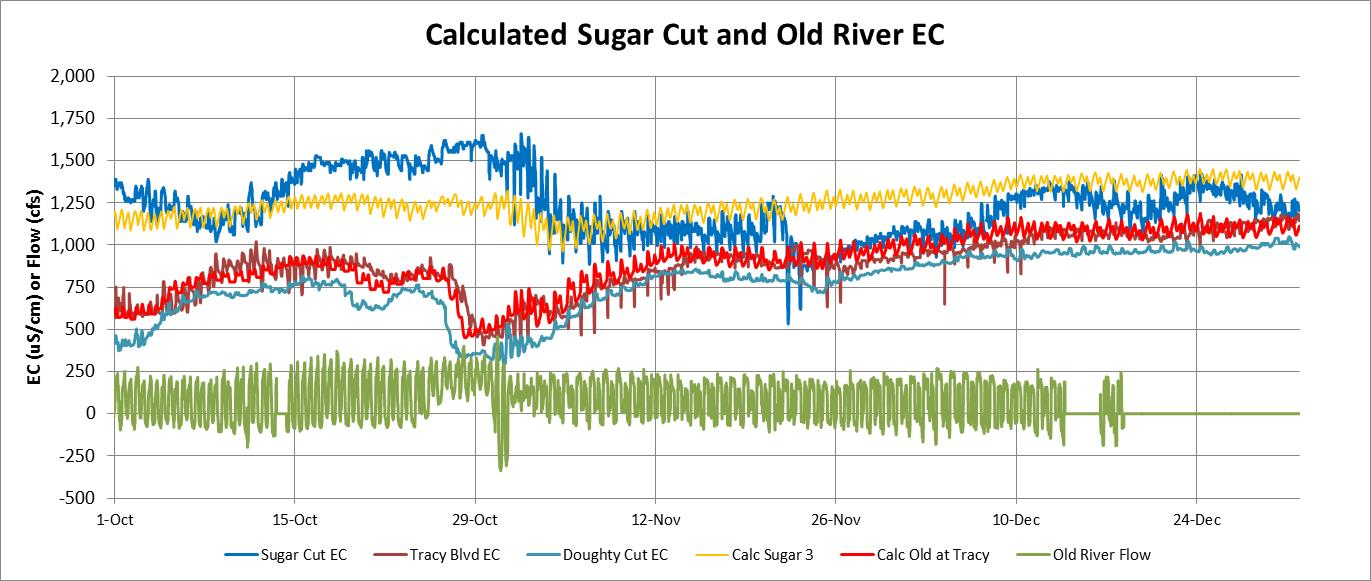 Calculated Sugar Cut and Old River EC
EC (uS/cm) or Flow (cfs)
2,000
1,750
1,500
1,250
1,000
750
500
250
0
-250
-500
1-Oct 15-Oct 29-Oct 12-Nov 26-Nov 10-Dec 24-Dec
Sugar Cut EC Tracy Blvd EC Doughty Cut EC Calc Sugar 3 Calc Old at Tracy Old River Flow